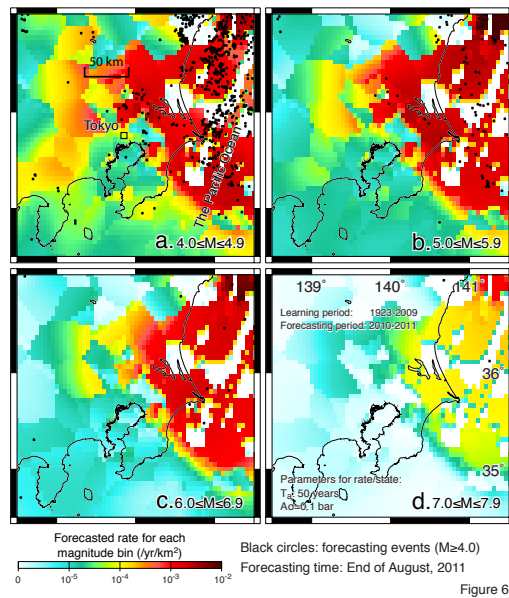 50 km
Tokyo
The Pacific Ocean
a. 4.0≤M≤4.9
b. 5.0≤M≤5.9
c. 6.0≤M≤6.9
139° 140° 141°
Learning period: 1923-2009
Forecasting period: 2010-2011
36°
35°
Parameters for rate/state:
Ta: 50 years
Aσ=0.1 bar
d. 7.0≤M≤7.9
Forecasted rate for each
magnitude bin (/yr/km²)
0 10⁻⁵ 10⁻⁴ 10⁻³ 10⁻²
Black circles: forecasting events (M≥4.0)
Forecasting time: End of August, 2011
Figure 6